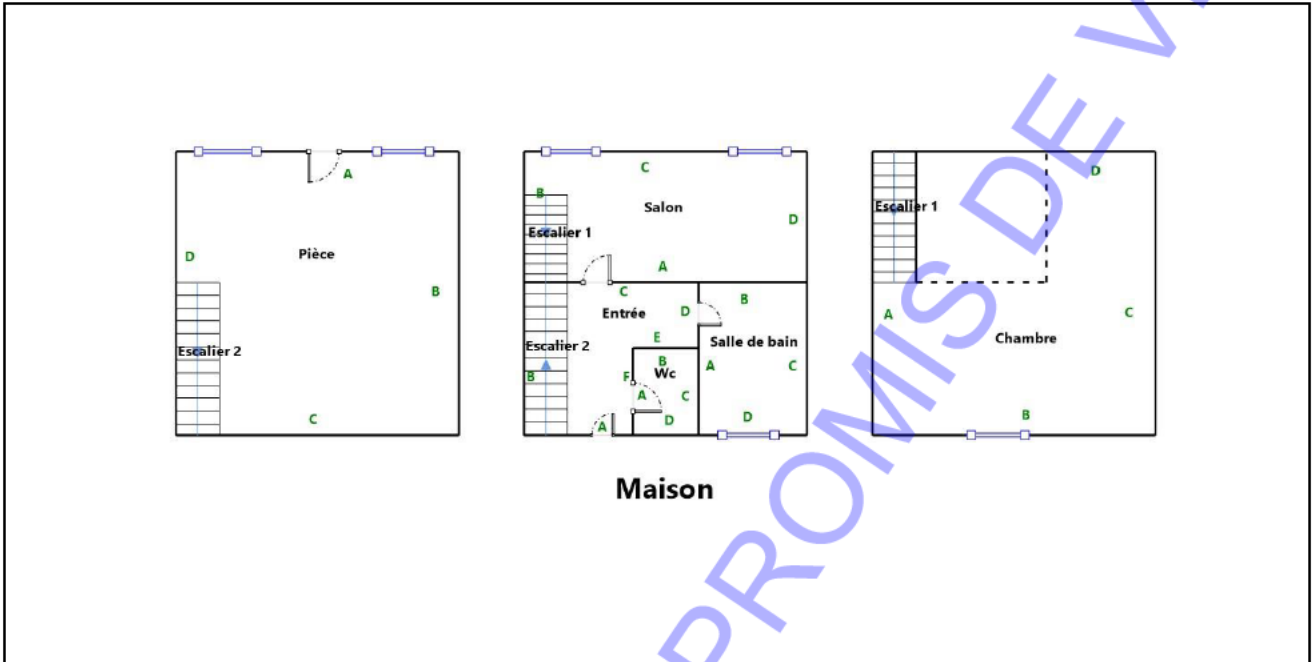 A
D
Pièce
B
Escalier 2
C
C
B
Salon
D
Escalier 1
A
C
Entrée
D
B
E
Salle de bain
Escalier 2
B
Wc
A
C
B
F
A
C
D
D
A
D
Escalier 1
A
C
Chambre
B
Maison
PROMIS DE V